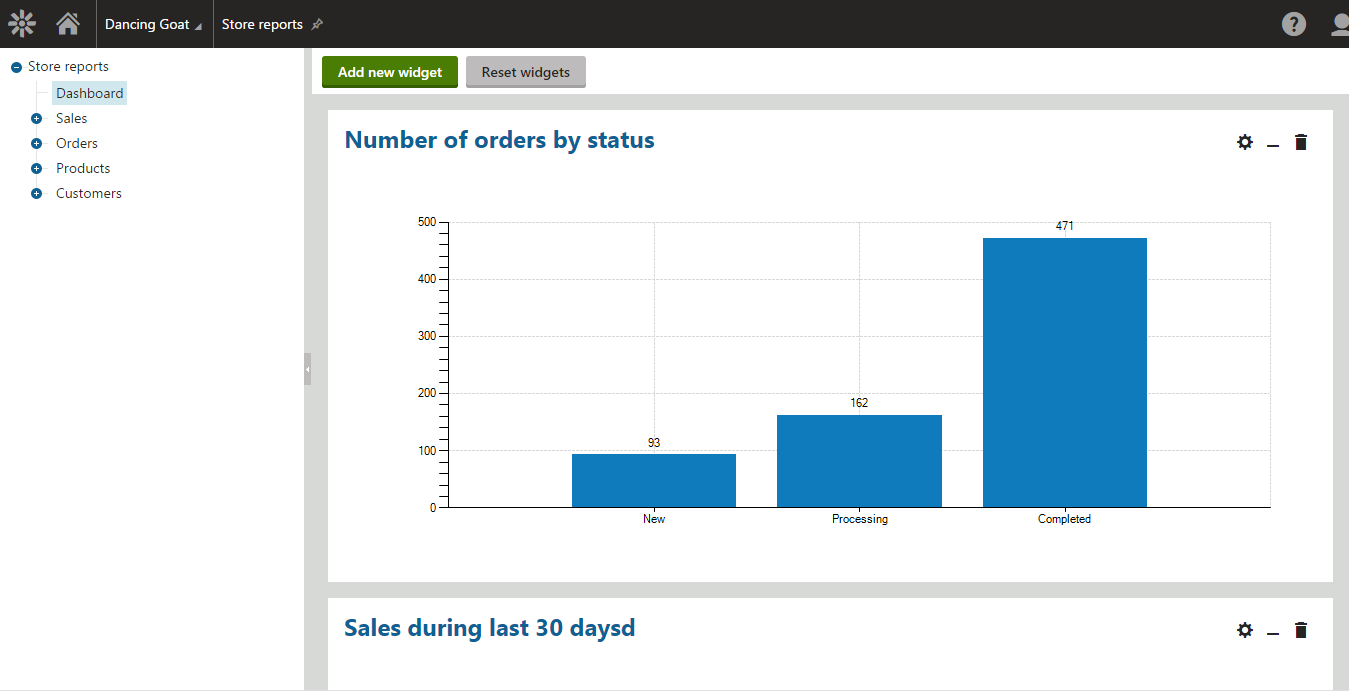 Dancing Goat Store reports ?
Store reports
Dashboard
Sales
Orders
Products
Customers
Add new widget Reset widgets
Number of orders by status
500
400
300
200
100
0
471
162
93
New Processing Completed
Sales during last 30 daysd